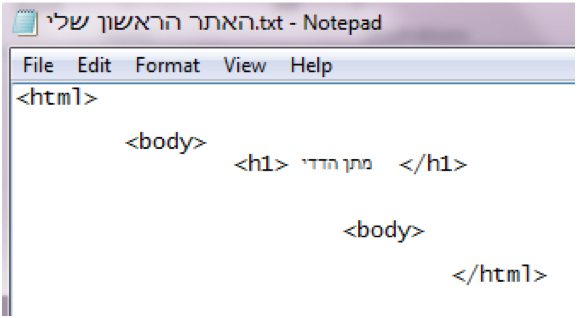 האתר הראשון שלי.txt - Notepad
File Edit Format View Help
<html>
<body>
<h1> מתן הדדי </h1>
<body>
</html>